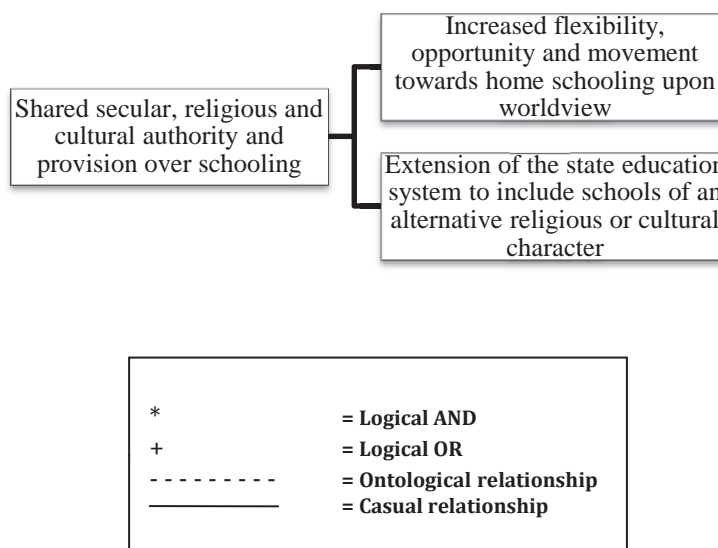 Increased flexibility,
opportunity and movement
towards home schooling upon
worldview
Shared secular, religious and
cultural authority and
provision over schooling
Extension of the state education
system to include schools of an
alternative religious or cultural
character
* = Logical AND
+ = Logical OR
- - - - - - - - - = Ontological relationship
= Casual relationship